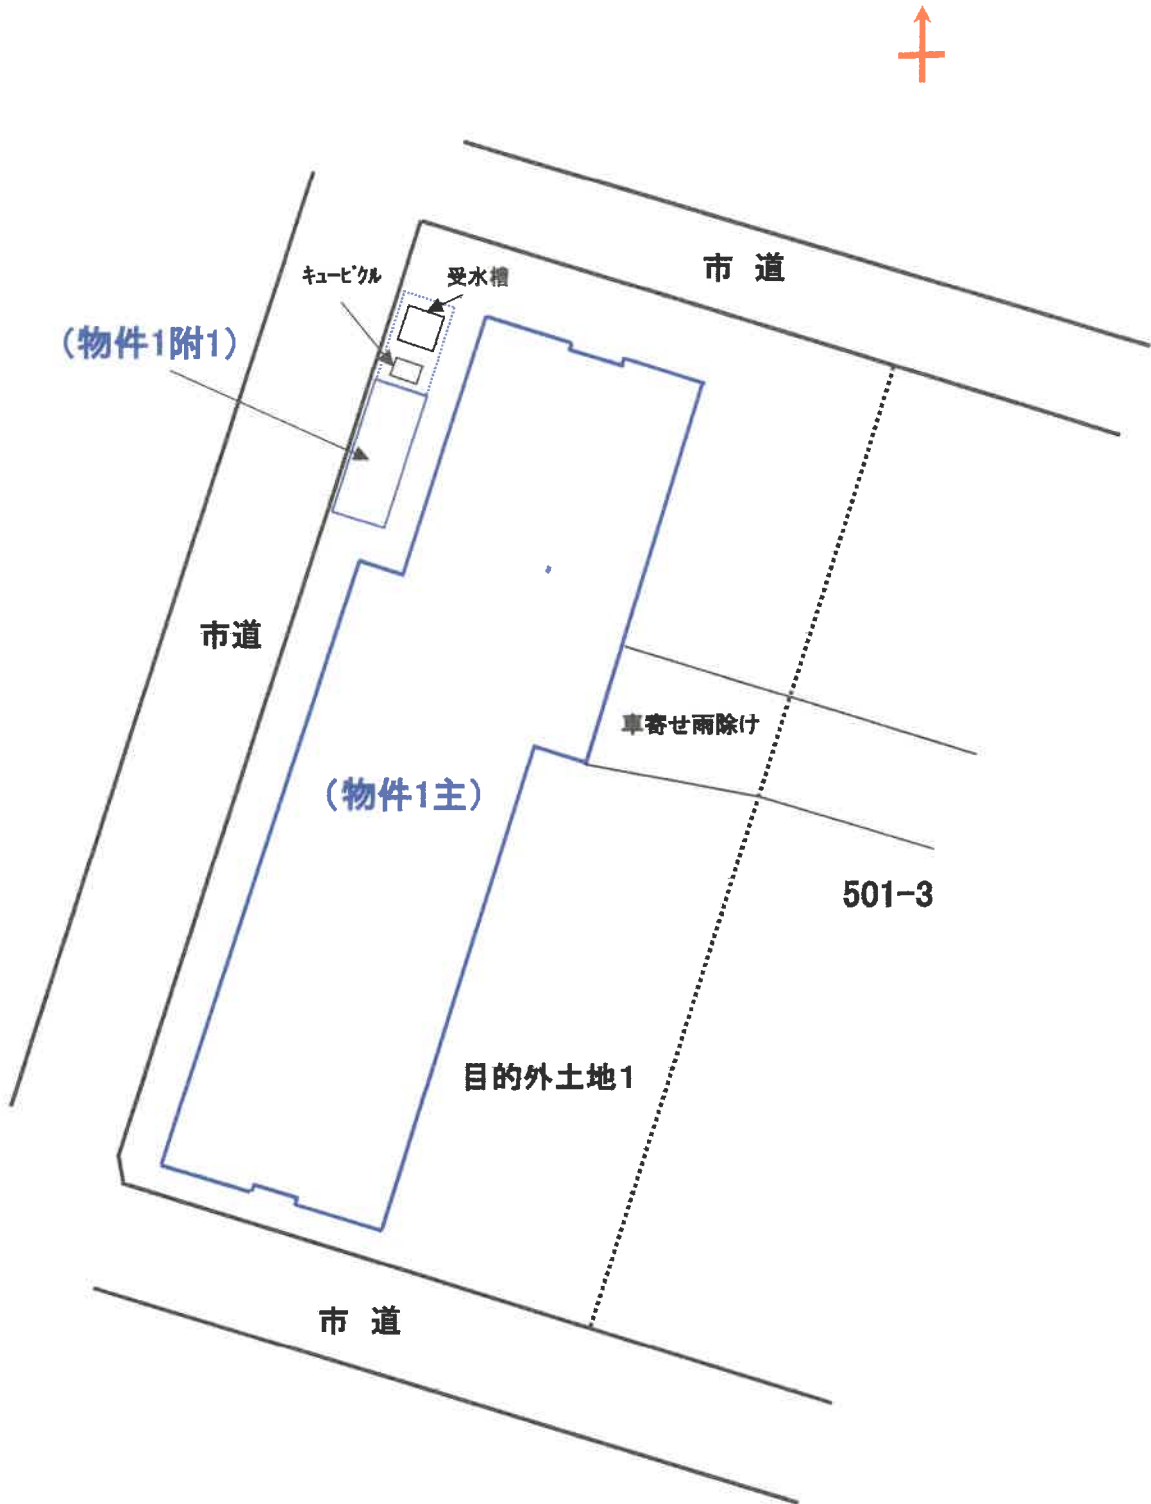 市 道
キュービクル
受水槽
（物件1附1）
市道
車寄せ雨除け
（物件1主）
501-3
目的外土地1
市 道